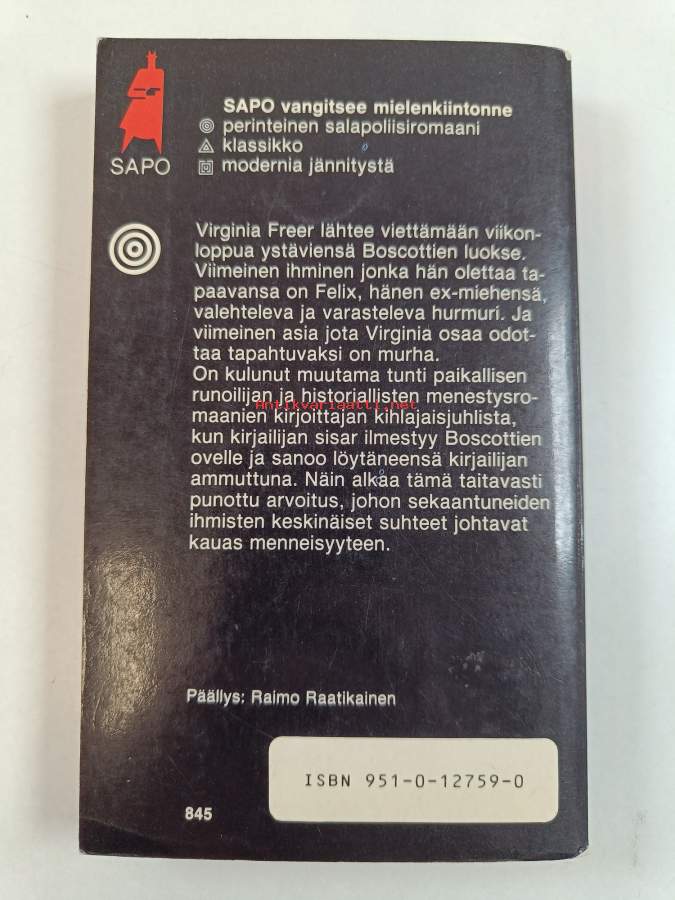 SAPO
SAPO vangitsee mielenkiintonne
perinteinen salapoliisiromaani
klassikko
modernia jännitystä
Virginia Freer lähtee viettämään viikon-
loppua ystäviensä Boscottien luokse.
Viimeinen ihminen jonka hän olettaa ta-
paavansa on Felix, hänen ex-miehensä,
valehteleva ja varasteleva hurmuri. Ja
viimeinen asia jota Virginia osaa odot-
taa tapahtuvaksi on murha.
On kulunut muutama tunti paikallisen
runoilijan ja historiallisten menestysro-
Antikvariaatti.net
maanien kirjoittajan kihlajaisjuhlista,
kun kirjailijan sisar ilmestyy Boscottien
ovelle ja sanoo löytäneensä kirjailijan
ammuttuna. Näin alkaa tämä taitavasti
punottu arvoitus, johon sekaantuneiden
ihmisten keskinäiset suhteet johtavat
kauas menneisyyteen.
Päällys: Raimo Raatikainen
ISBN 951-0-12759-0
845